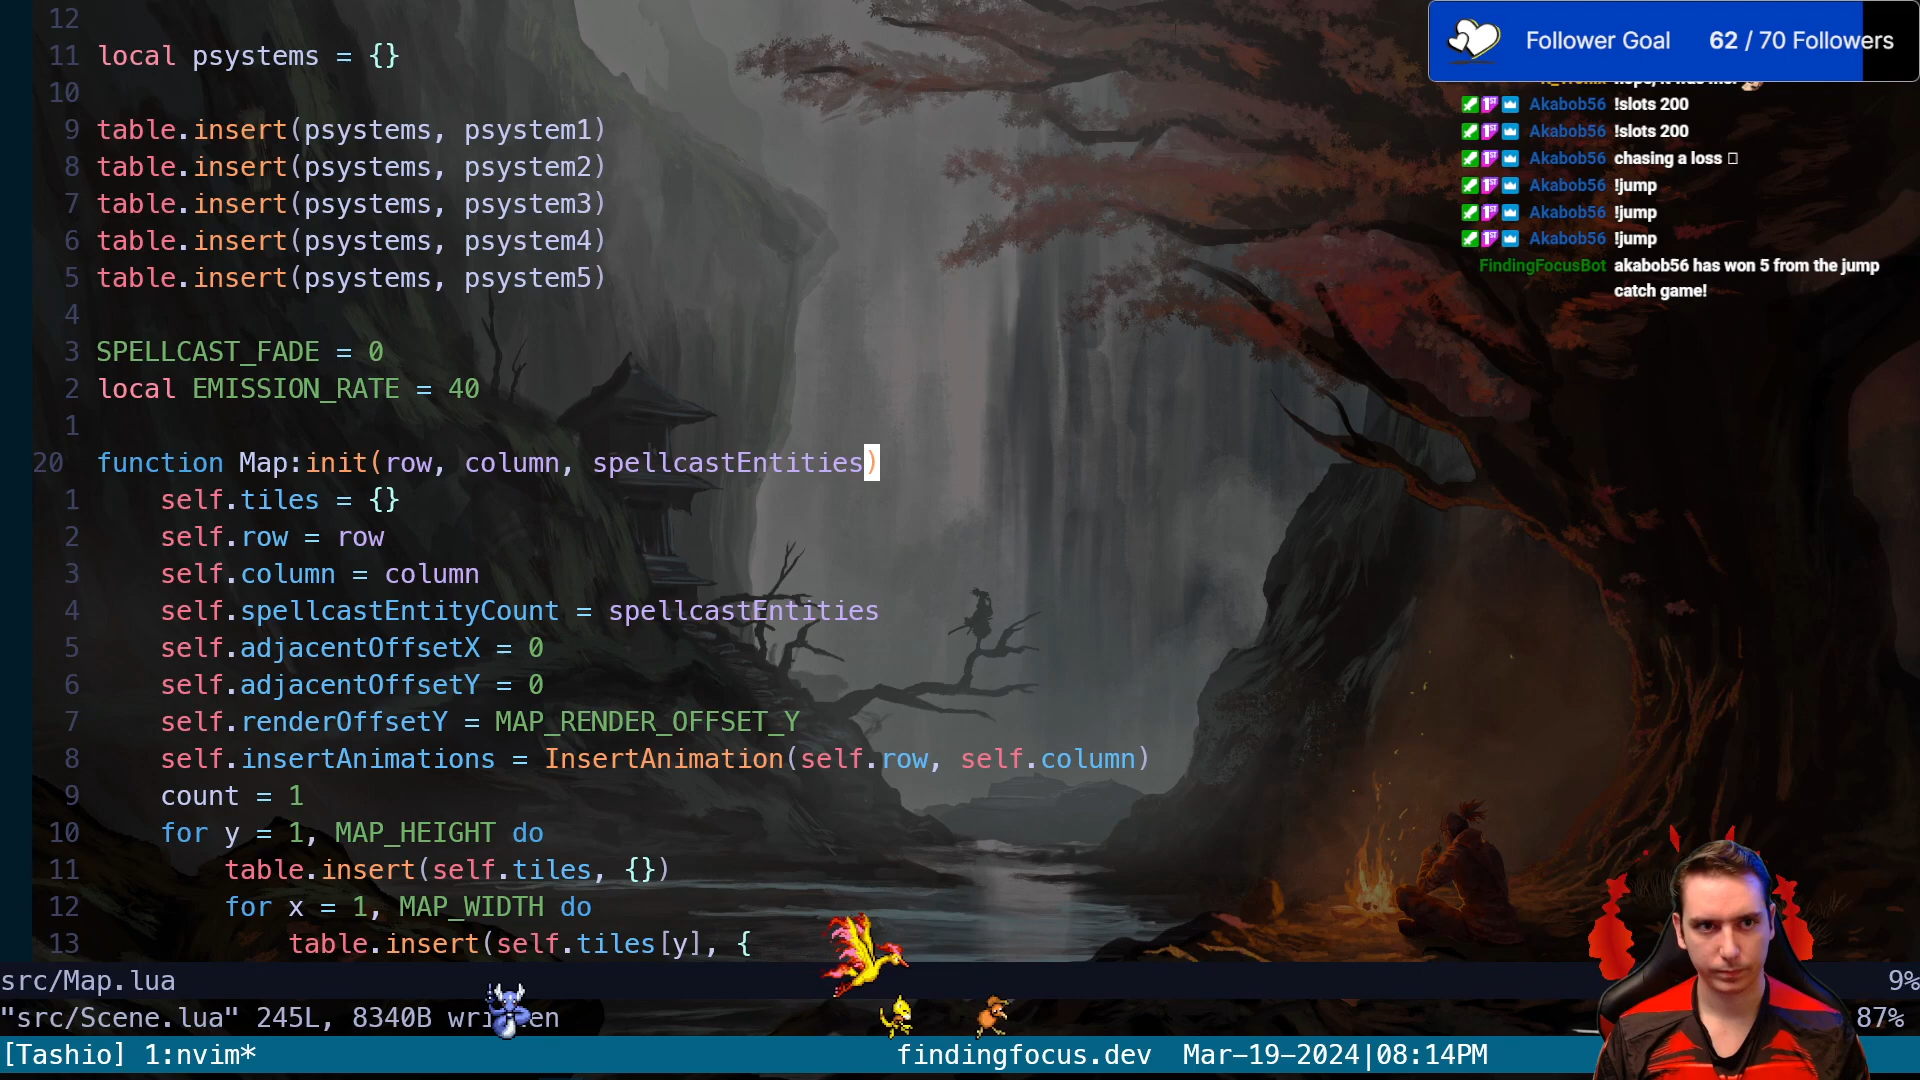 12
11 local psystems = {}
10
9 table.insert(psystems, psystem1)
8 table.insert(psystems, psystem2)
7 table.insert(psystems, psystem3)
6 table.insert(psystems, psystem4)
5 table.insert(psystems, psystem5)
4
3 SPELLCAST_FADE = 0
2 local EMISSION_RATE = 40
1
20 function Map:init(row, column, spellcastEntities)
1 self.tiles = {}
2 self.row = row
3 self.column = column
4 self.spellcastEntityCount = spellcastEntities
5 self.adjacentOffsetX = 0
6 self.adjacentOffsetY = 0
7 self.renderOffsetY = MAP_RENDER_OFFSET_Y
8 self.insertAnimations = InsertAnimation(self.row, self.column)
9 count = 1
10 for y = 1, MAP_HEIGHT do
11 table.insert(self.tiles, {})
12 for x = 1, MAP_WIDTH do
13 table.insert(self.tiles[y], {
src/Map.lua 9%
"src/Scene.lua" 245L, 8340B written 87%
[Tashio] 1:nvim* findingfocus.dev Mar-19-2024|08:14PM
Follower Goal 62 / 70 Followers
Akabob56 !slots 200
Akabob56 !slots 200
Akabob56 chasing a loss
Akabob56 !jump
Akabob56 !jump
Akabob56 !jump
FindingFocusBot akabob56 has won 5 from the jump
catch game!